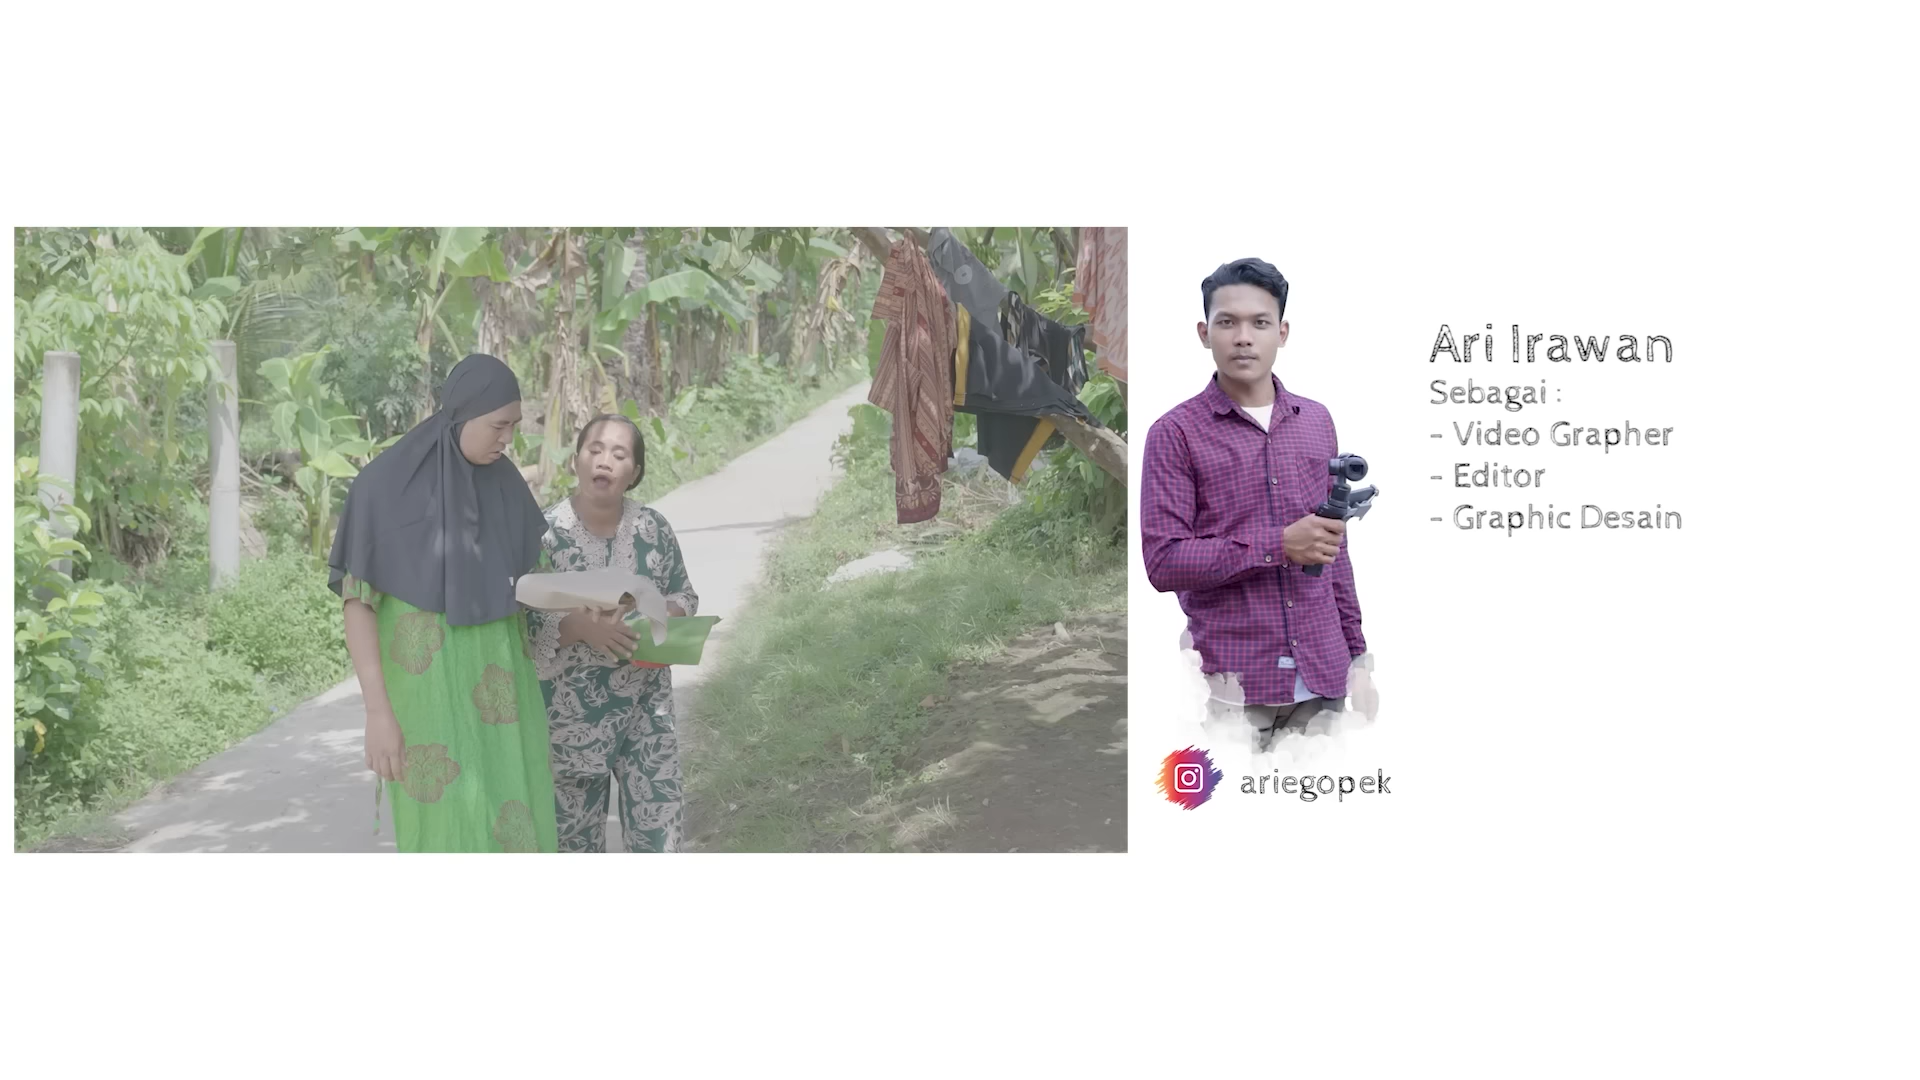 Ari Irawan
Sebagai :
- Video Grapher
- Editor
- Graphic Desain
ariegopek